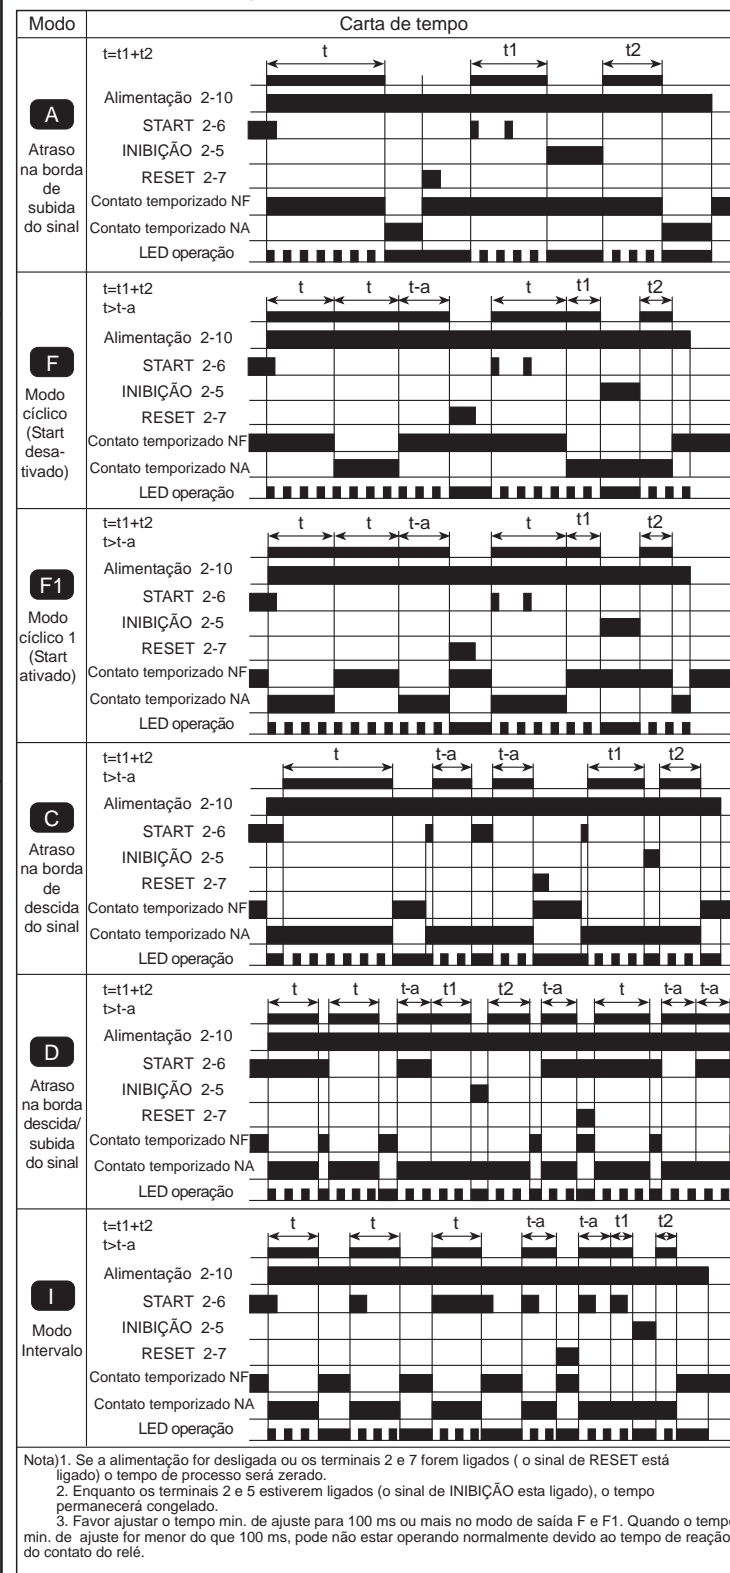 Modo Carta de tempo
t=t1+t2 t t1 t2
Alimentação 2-10
START 2-6
INIBIÇÃO 2-5
RESET 2-7
Contato temporizado NF
Contato temporizado NA
LED operação
A
Atraso
na borda
de
subida
do sinal
t=t1+t2 t t t-a t t1 t2
t>t-a
Alimentação 2-10
START 2-6
INIBIÇÃO 2-5
RESET 2-7
Contato temporizado NF
Contato temporizado NA
LED operação
F
Modo
cíclico
(Start
desa-
tivado)
t=t1+t2 t t t-a t t1 t2
t>t-a
Alimentação 2-10
START 2-6
INIBIÇÃO 2-5
RESET 2-7
Contato temporizado NF
Contato temporizado NA
LED operação
F1
Modo
cíclico 1
(Start
ativado)
t=t1+t2 t t-a t-a t1 t2
t>t-a
Alimentação 2-10
START 2-6
INIBIÇÃO 2-5
RESET 2-7
Contato temporizado NF
Contato temporizado NA
LED operação
C
Atraso
na borda
de
descida
do sinal
t=t1+t2 t t t-a t1 t2 t-a t t-a t-a
t>t-a
Alimentação 2-10
START 2-6
INIBIÇÃO 2-5
RESET 2-7
Contato temporizado NF
Contato temporizado NA
LED operação
D
Atraso
na borda
descida/
subida
do sinal
t=t1+t2 t t t t-a t-a t1 t2
t>t-a
Alimentação 2-10
START 2-6
INIBIÇÃO 2-5
RESET 2-7
Contato temporizado NF
Contato temporizado NA
LED operação
I
Modo
Intervalo
Nota)1. Se a alimentação for desligada ou os terminais 2 e 7 forem ligados ( o sinal de RESET está
ligado) o tempo de processo será zerado.
2. Enquanto os terminais 2 e 5 estiverem ligados (o sinal de INIBIÇÃO esta ligado), o tempo
permanecerá congelado.
3. Favor ajustar o tempo min. de ajuste para 100 ms ou mais no modo de saída F e F1. Quando o tempo
min. de ajuste for menor do que 100 ms, pode não estar operando normalmente devido ao tempo de reação
do contato do relé.